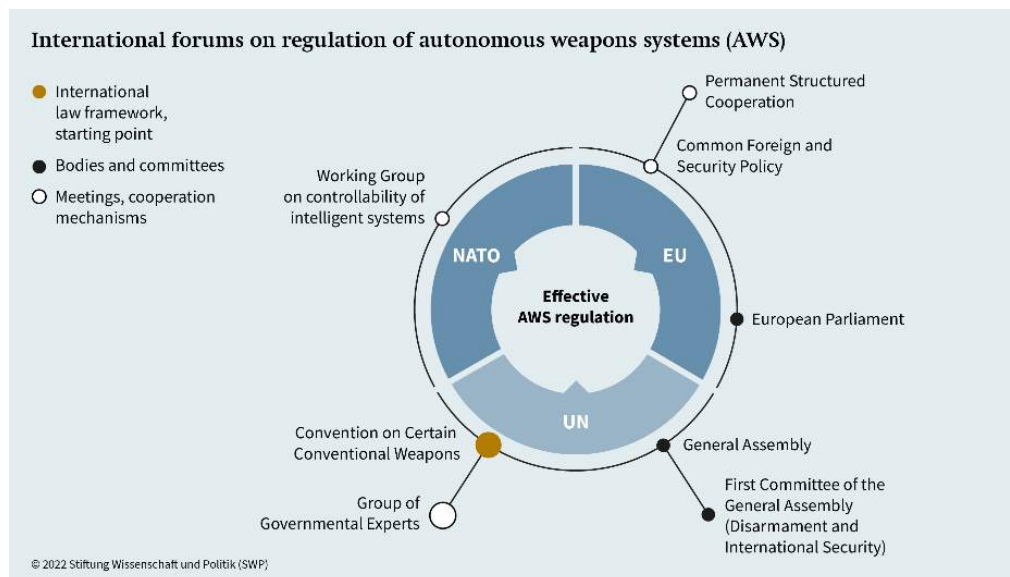 International forums on regulation of autonomous weapons systems (AWS)
International
law framework,
starting point
Bodies and committees
Meetings, cooperation
mechanisms
Permanent Structured
Cooperation
Common Foreign and
Security Policy
Working Group
on controllability of
intelligent systems
NATO
EU
Effective
AWS regulation
European Parliament
UN
Convention on Certain
Conventional Weapons
General Assembly
Group of
Governmental Experts
First Committee of the
General Assembly
(Disarmament and
International Security)
© 2022 Stiftung Wissenschaft und Politik (SWP)